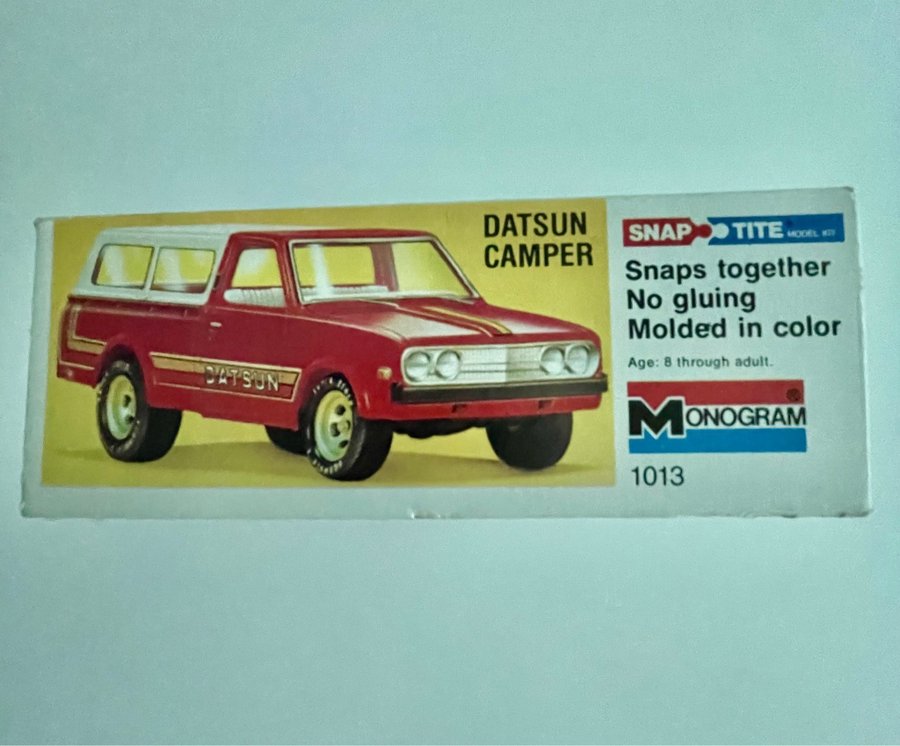 DATSUN
CAMPER
DATSUN
SNAP TITE MODEL KIT
Snaps together
No gluing
Molded in color
Age: 8 through adult.
MONOGRAM®
1013